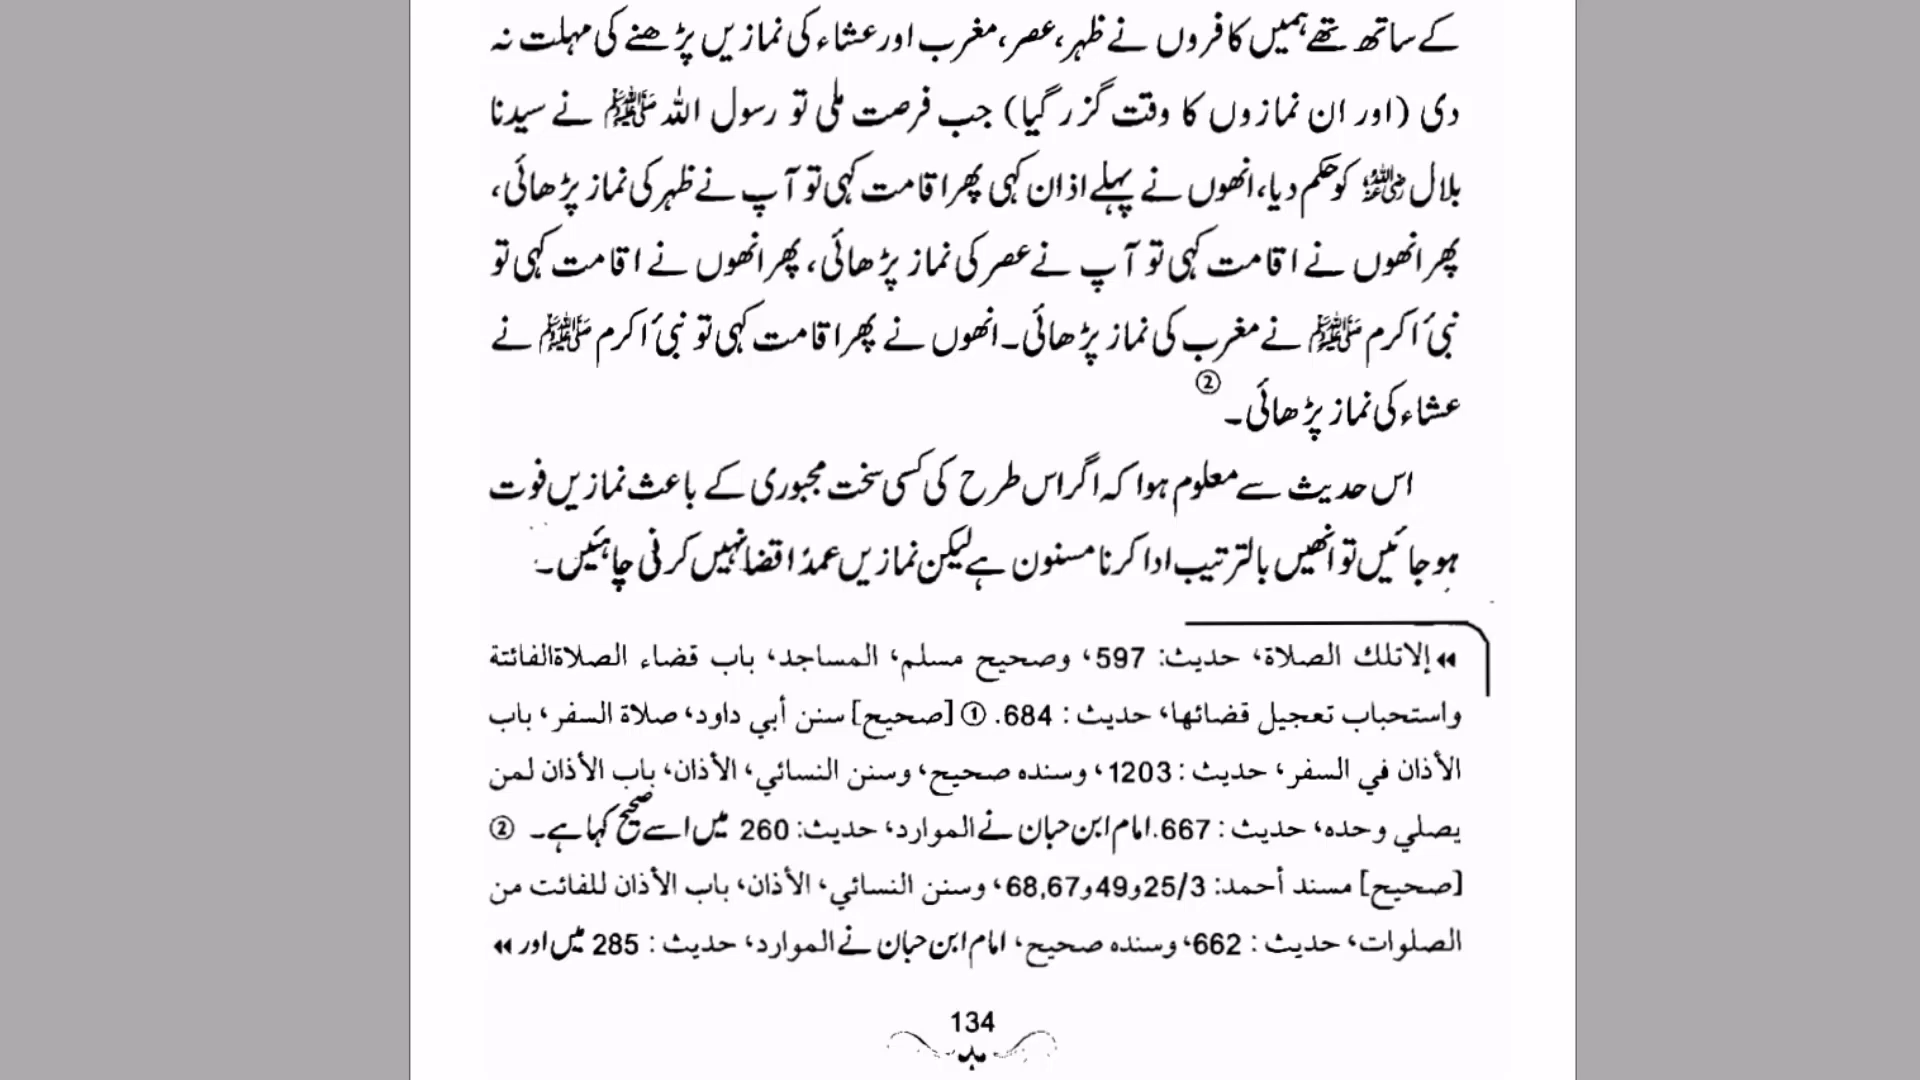 کے ساتھ تھے ہمیں کافروں نے ظہر، عصر، مغرب اور عشاء کی نمازیں پڑھنے کی مہلت نہ
دی (اور ان نمازوں کا وقت گزر گیا) جب فرصت ملی تو رسول اللہ ﷺ نے سیدنا
بلال رضی اللہ عنہ کو حکم دیا، انھوں نے پہلے اذان کہی پھر اقامت کہی تو آپ نے ظہر کی نماز پڑھائی،
پھر انھوں نے اقامت کہی تو آپ نے عصر کی نماز پڑھائی، پھر انھوں نے اقامت کہی تو
نبیٔ اکرم ﷺ نے مغرب کی نماز پڑھائی۔ انھوں نے پھر اقامت کہی تو نبیٔ اکرم ﷺ نے
عشاء کی نماز پڑھائی۔ ②
اس حدیث سے معلوم ہوا کہ اگر اس طرح کی کسی سخت مجبوری کے باعث نمازیں فوت
ہو جائیں تو انھیں بالترتیب ادا کرنا مسنون ہے لیکن نمازیں عمدًا قضا نہیں کرنی چاہئیں۔
◄◄ إلا تلك الصلاة، حديث: 597، وصحيح مسلم، المساجد، باب قضاء الصلاة الفائتة
واستحباب تعجيل قضائها، حديث: 684. ① [صحيح] سنن أبي داود، صلاة السفر، باب
الأذان في السفر، حديث: 1203، وسنده صحيح، وسنن النسائي، الأذان، باب الأذان لمن
يصلي وحده، حديث: 667. امام ابن حبان نے الموارد، حديث: 260 میں اسے صحیح کہا ہے۔ ②
[صحيح] مسند أحمد: 25/3و49و68,67، وسنن النسائي، الأذان، باب الأذان للفائت من
الصلوات، حديث: 662، وسنده صحيح، امام ابن حبان نے الموارد، حديث: 285 میں اور ◄◄
134